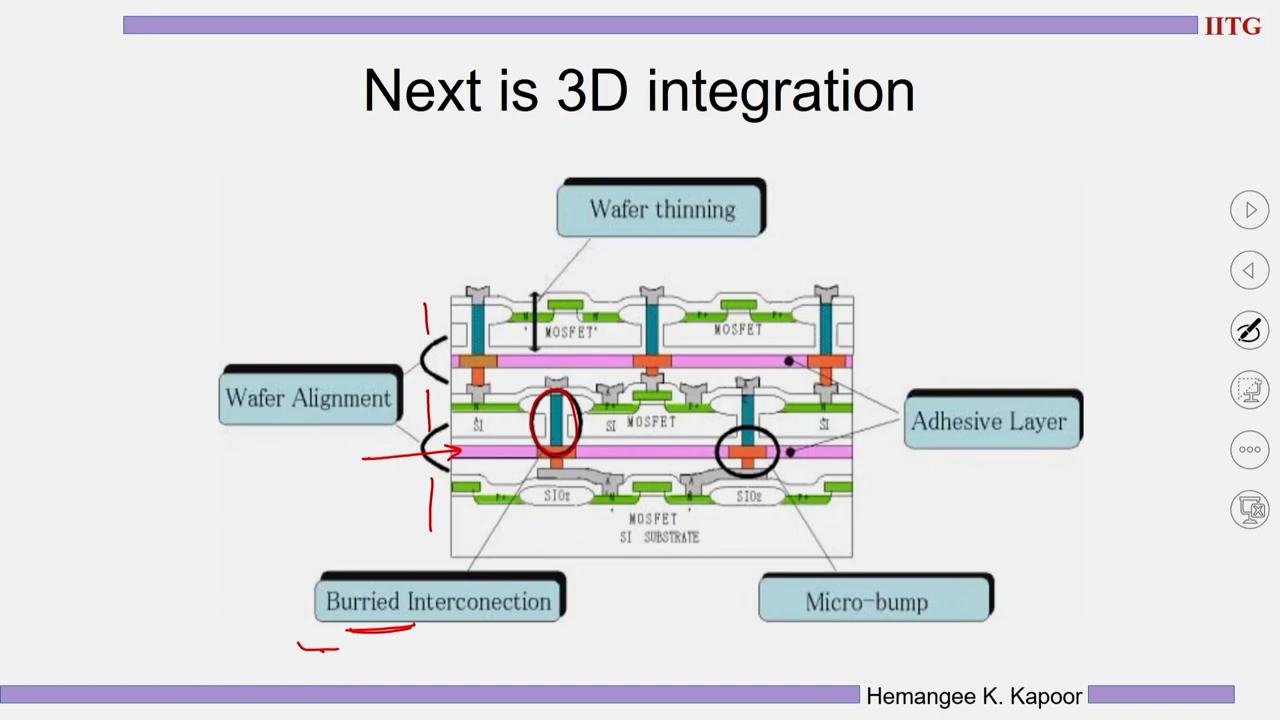 IITG
Next is 3D integration
Wafer thinning
MOSFET
MOSFET
Wafer Alignment
Adhesive Layer
SI
SI
MOSFET
SI
SIO₂
SIO₂
MOSFET
SI SUBSTRATE
Burried Interconection
Micro-bump
Hemangee K. Kapoor